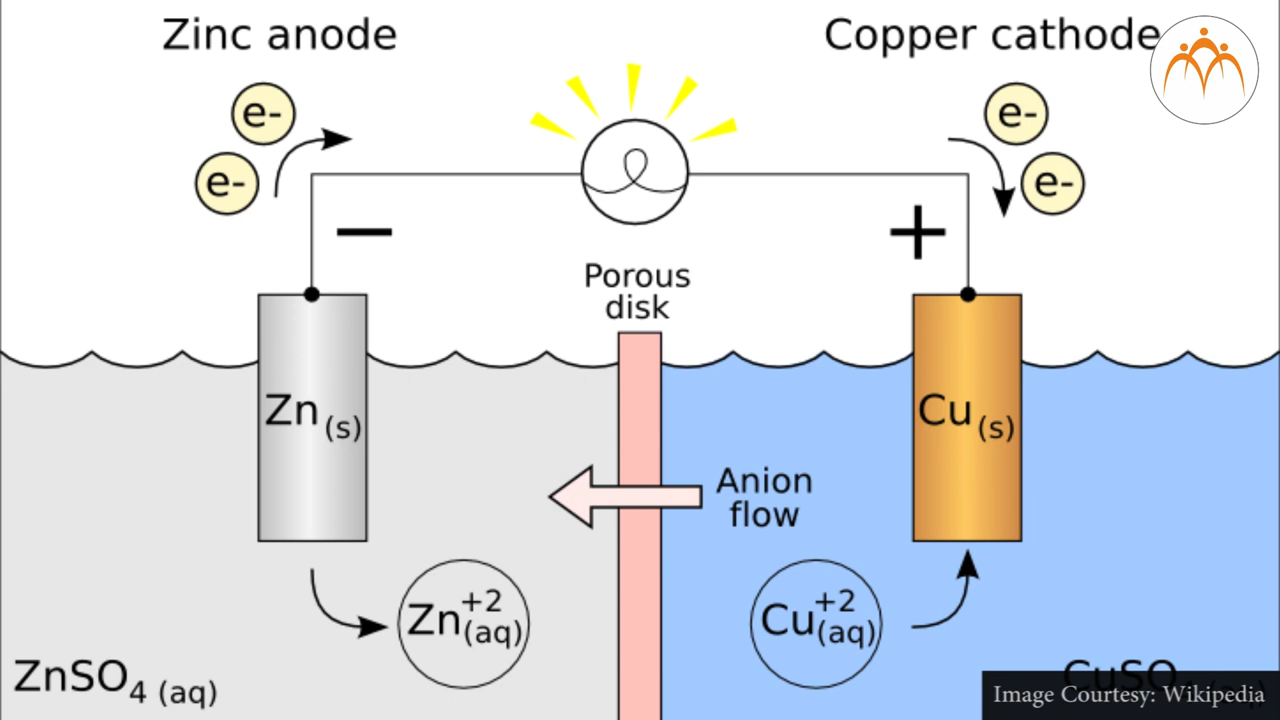 Zinc anode
Copper cathode
e-
e-
e-
e-
−
+
Porous
disk
Zn (s)
Cu (s)
Anion
flow
Zn+2(aq)
Cu+2(aq)
ZnSO4 (aq)
CuSO
Image Courtesy: Wikipedia